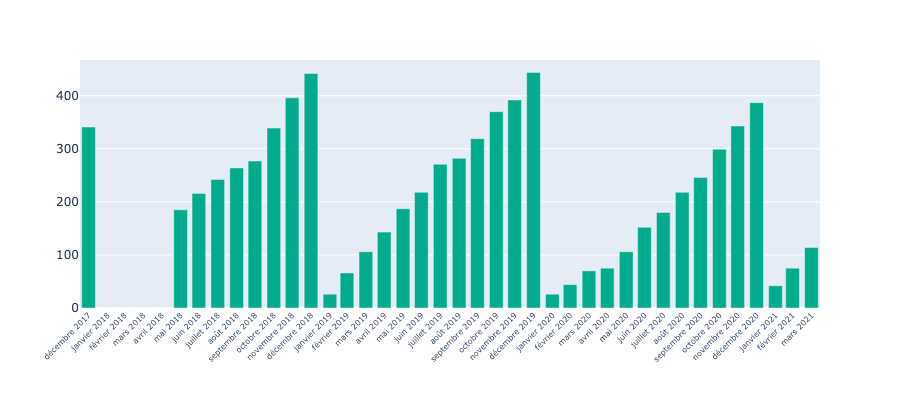 400
300
200
100
0
décembre 2017
janvier 2018
février 2018
mars 2018
avril 2018
mai 2018
juin 2018
juillet 2018
août 2018
septembre 2018
octobre 2018
novembre 2018
décembre 2018
janvier 2019
février 2019
mars 2019
avril 2019
mai 2019
juin 2019
juillet 2019
août 2019
septembre 2019
octobre 2019
novembre 2019
décembre 2019
janvier 2020
février 2020
mars 2020
avril 2020
mai 2020
juin 2020
juillet 2020
août 2020
septembre 2020
octobre 2020
novembre 2020
décembre 2020
janvier 2021
février 2021
mars 2021